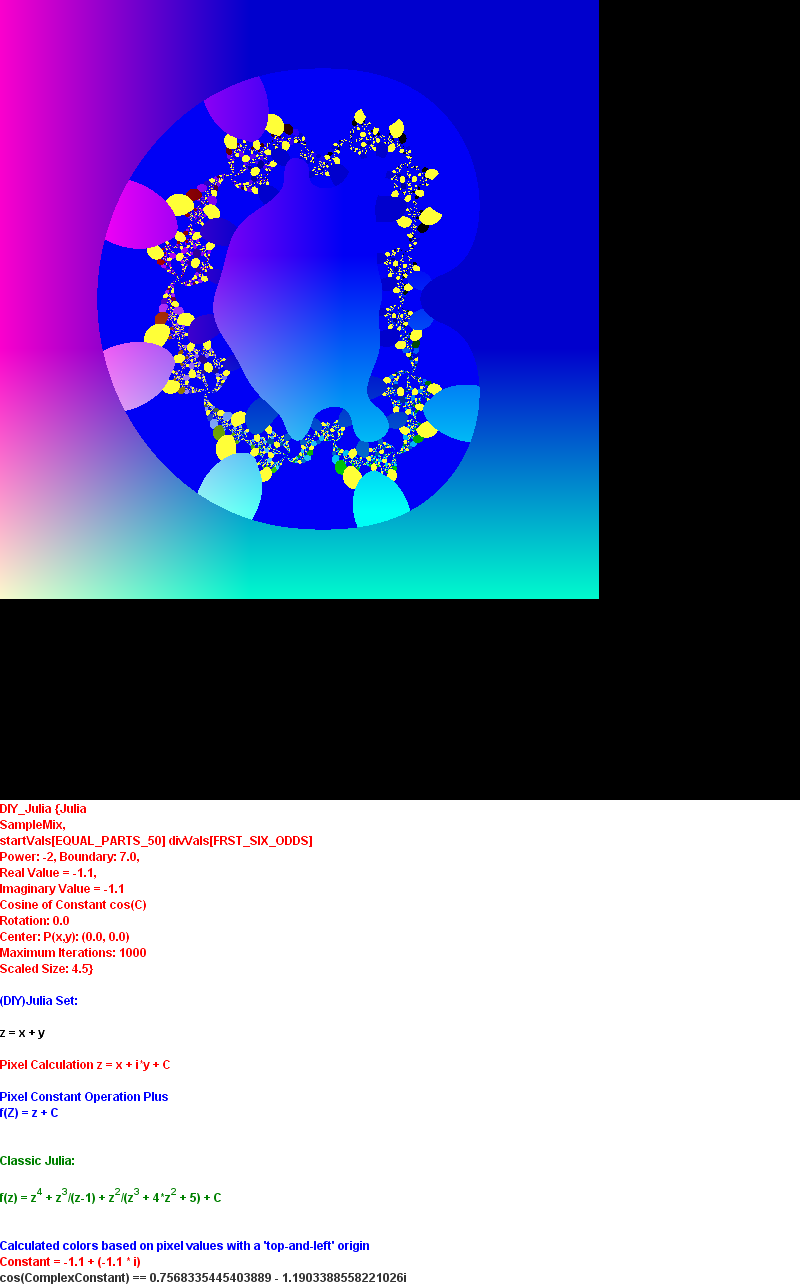 DIY_Julia {Julia
SampleMix,
startVals[EQUAL_PARTS_50] divVals[FRST_SIX_ODDS]
Power: -2, Boundary: 7.0,
Real Value = -1.1,
Imaginary Value = -1.1
Cosine of Constant cos(C)
Rotation: 0.0
Center: P(x,y): (0.0, 0.0)
Maximum Iterations: 1000
Scaled Size: 4.5}
(DIY)Julia Set:
z = x + y
Pixel Calculation z = x + i*y + C
Pixel Constant Operation Plus
f(Z) = z + C
Classic Julia:
f(z) = z^4 + z^3/(z-1) + z^2/(z^3 + 4*z^2 + 5) + C
Calculated colors based on pixel values with a 'top-and-left' origin
Constant = -1.1 + (-1.1 * i)
cos(ComplexConstant) == 0.7568335445403889 - 1.1903388558221026i